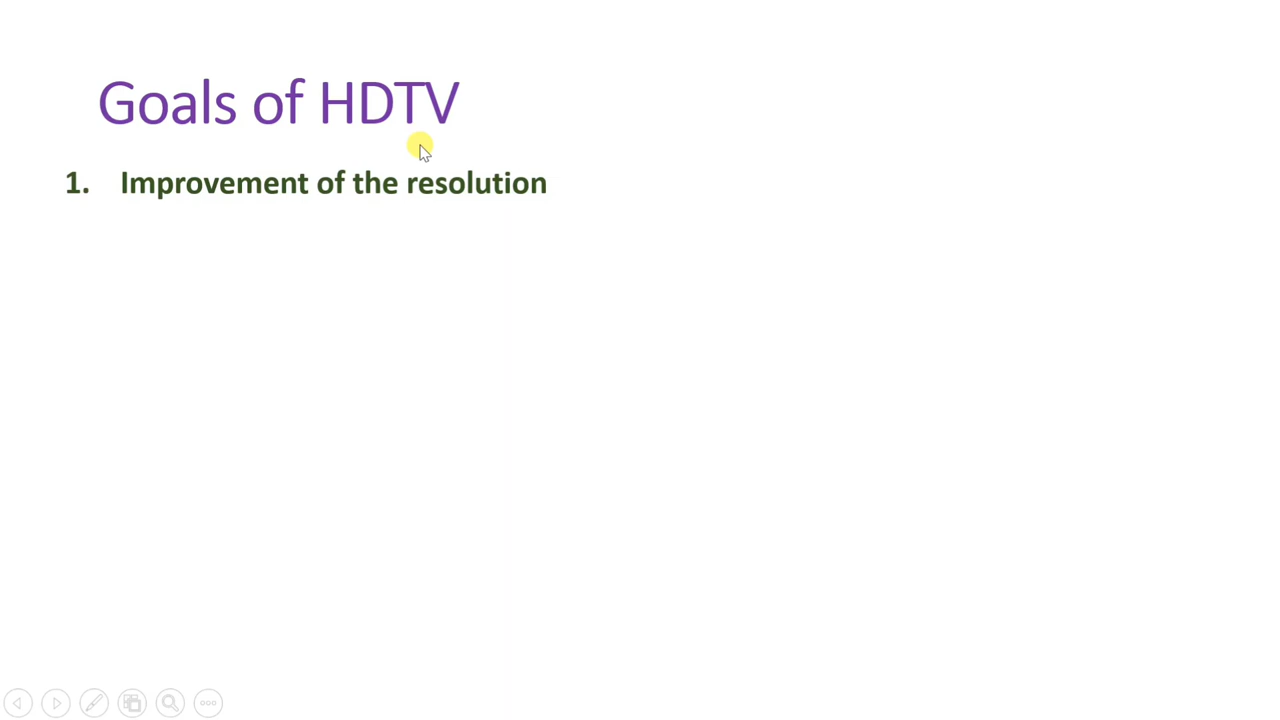 Goals of HDTV
1. Improvement of the resolution